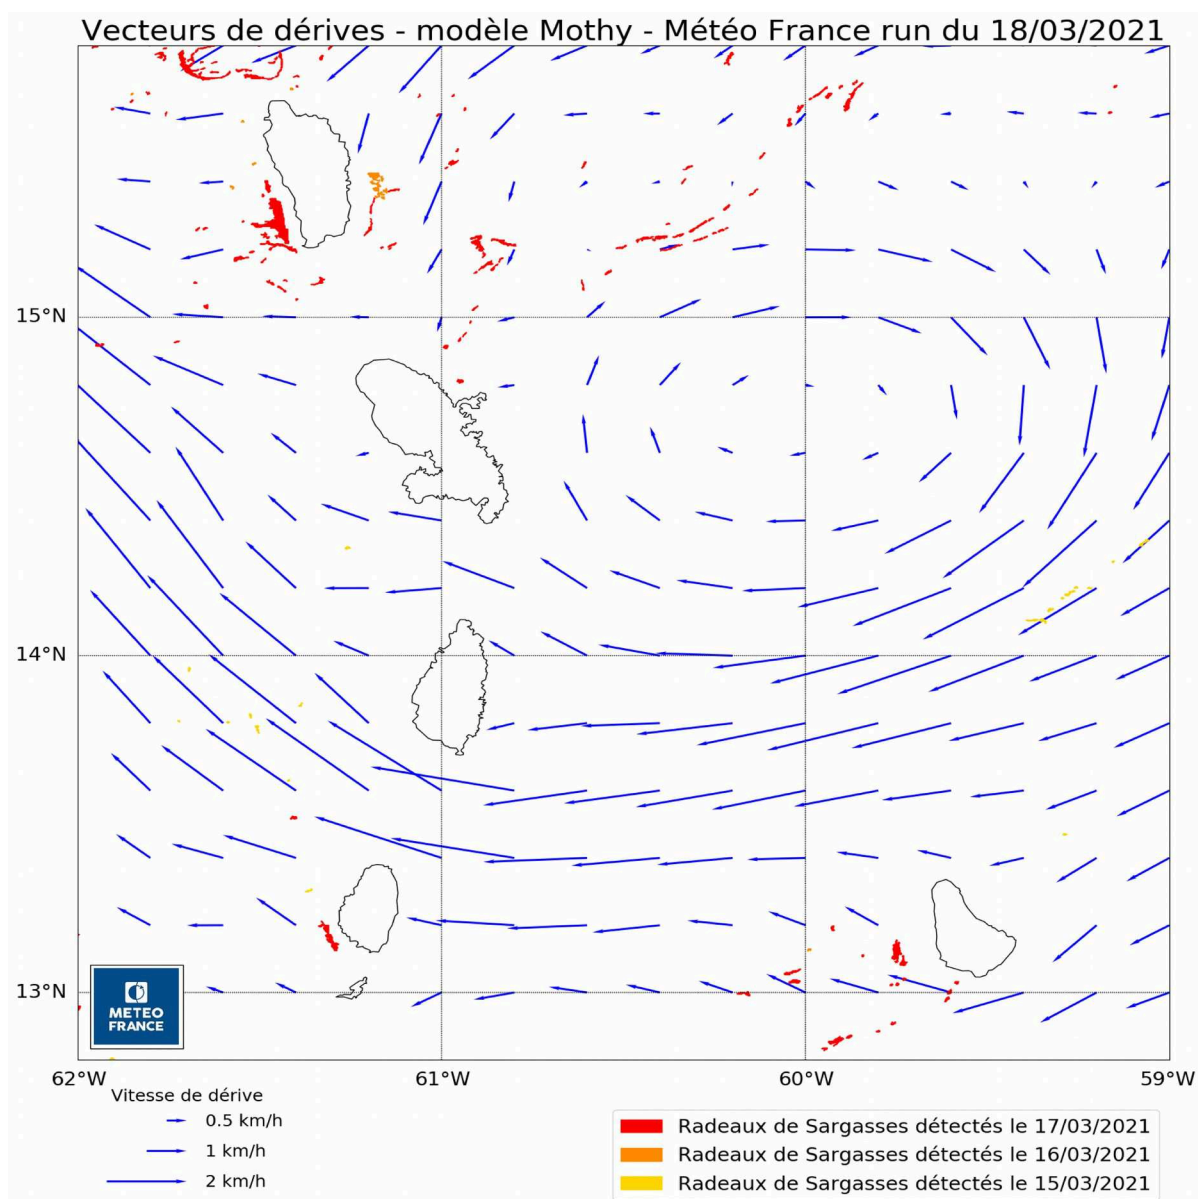 Vecteurs de dérives - modèle Mothy - Météo France run du 18/03/2021
15°N
14°N
13°N
METEO
FRANCE
62°W
61°W
60°W
59°W
Vitesse de dérive
0.5 km/h
1 km/h
2 km/h
Radeaux de Sargasses détectés le 17/03/2021
Radeaux de Sargasses détectés le 16/03/2021
Radeaux de Sargasses détectés le 15/03/2021